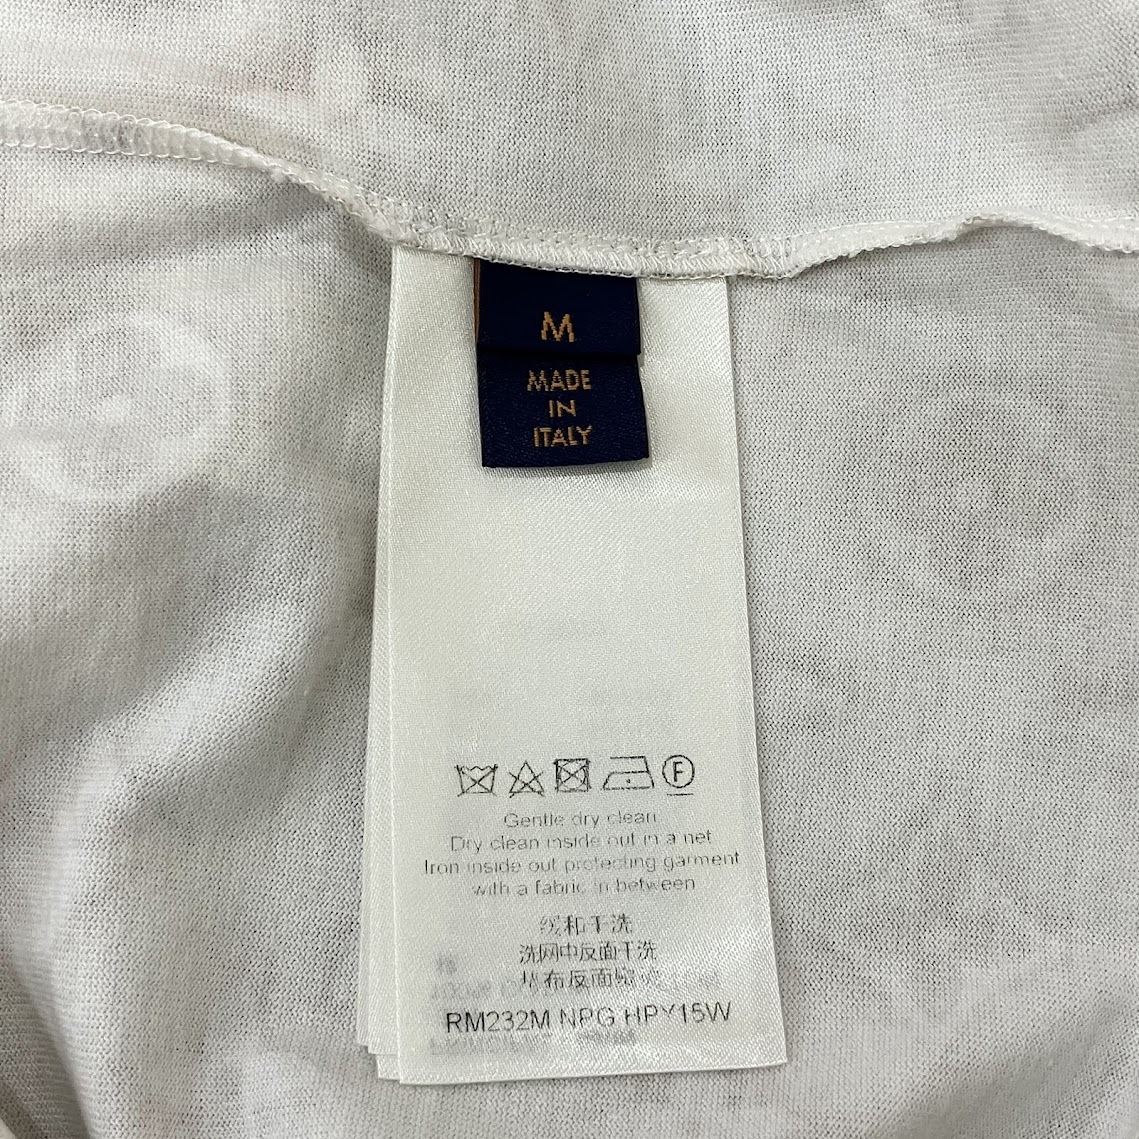 M
MADE
IN
ITALY
F
Gentle dry clean
Dry clean inside out in a net
Iron inside out protecting garment
with a fabric in between
缓和干洗
洗网中反面干洗
垫布反面熨烫
RM232M NPG HPY15W